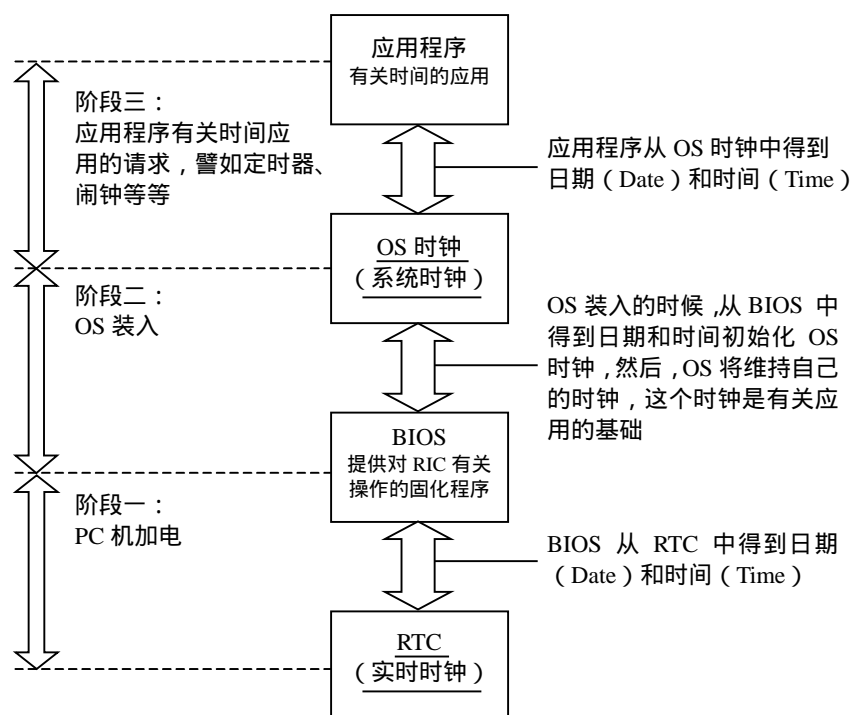 应用程序
有关时间的应用
阶段三：
应用程序有关时间应
用的请求，譬如定时器、
闹钟等等
应用程序从 OS 时钟中得到
日期（Date）和时间（Time）
OS 时钟
（系统时钟）
阶段二：
OS 装入
OS 装入的时候，从 BIOS 中
得到日期和时间初始化 OS
时钟，然后，OS 将维持自己
的时钟，这个时钟是有关应
用的基础
BIOS
提供对 RIC 有关
操作的固化程序
阶段一：
PC 机加电
BIOS 从 RTC 中得到日期
（Date）和时间（Time）
RTC
（实时时钟）